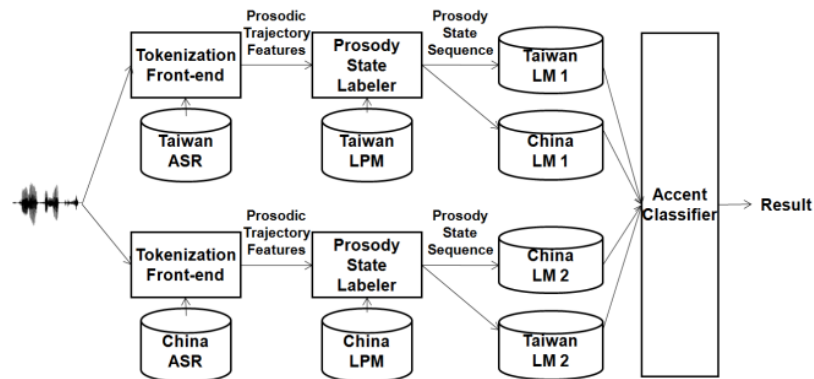 Tokenization
Front-end
Prosodic
Trajectory
Features
Prosody
State
Labeler
Prosody
State
Sequence
Taiwan
LM 1
Taiwan
ASR
Taiwan
LPM
China
LM 1
Accent
Classifier
Result
Tokenization
Front-end
Prosodic
Trajectory
Features
Prosody
State
Labeler
Prosody
State
Sequence
China
LM 2
China
ASR
China
LPM
Taiwan
LM 2